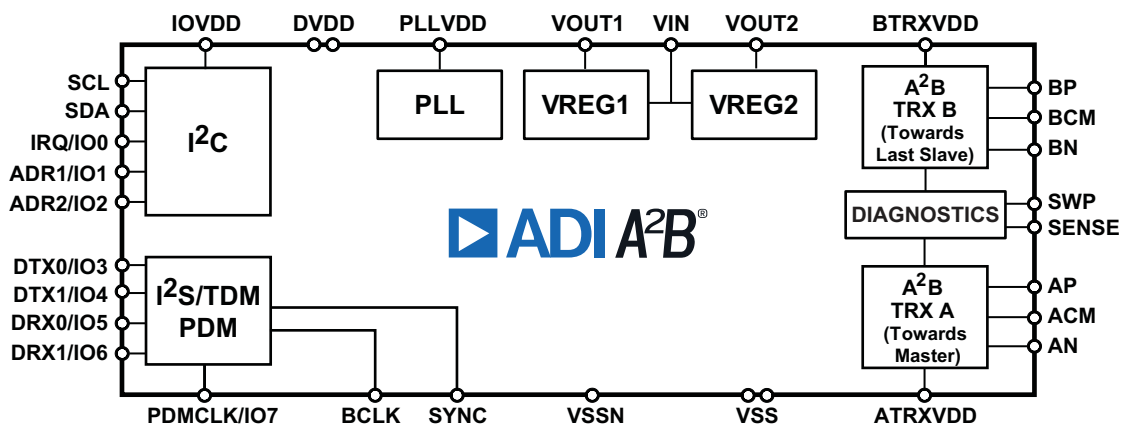 IOVDD DVDD PLLVDD VOUT1 VIN VOUT2 BTRXVDD
SCL
SDA
IRQ/IO0
ADR1/IO1
ADR2/IO2
I²C
PLL
VREG1
VREG2
A²B
TRX B
(Towards
Last Slave)
BP
BCM
BN
DIAGNOSTICS
SWP
SENSE
ADI A²B®
DTX0/IO3
DTX1/IO4
DRX0/IO5
DRX1/IO6
I²S/TDM
PDM
A²B
TRX A
(Towards
Master)
AP
ACM
AN
PDMCLK/IO7 BCLK SYNC VSSN VSS ATRXVDD